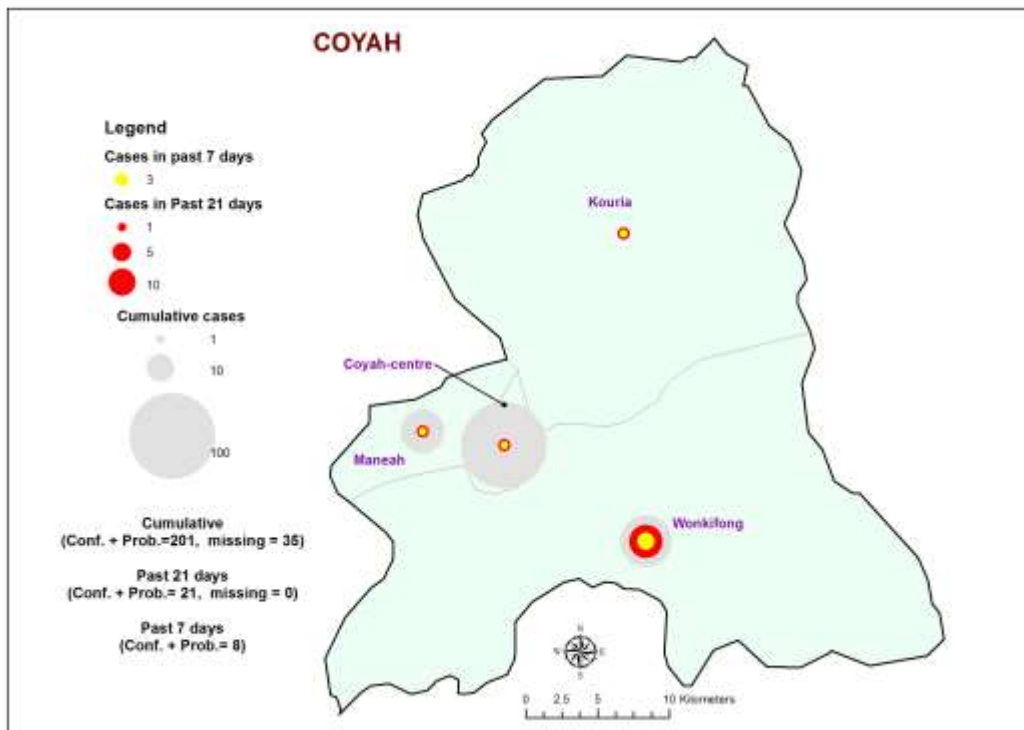 COYAH
Legend
Cases in past 7 days
3
Cases in Past 21 days
1
5
10
Cumulative cases
1
10
100
Cumulative
(Conf. + Prob.=201, missing = 35)
Past 21 days
(Conf. + Prob.= 21, missing = 0)
Past 7 days
(Conf. + Prob.= 8)
Kouria
Coyah-centre
Maneah
Wonkifong
N
W E
S
0 2.5 5 10 Kilometers